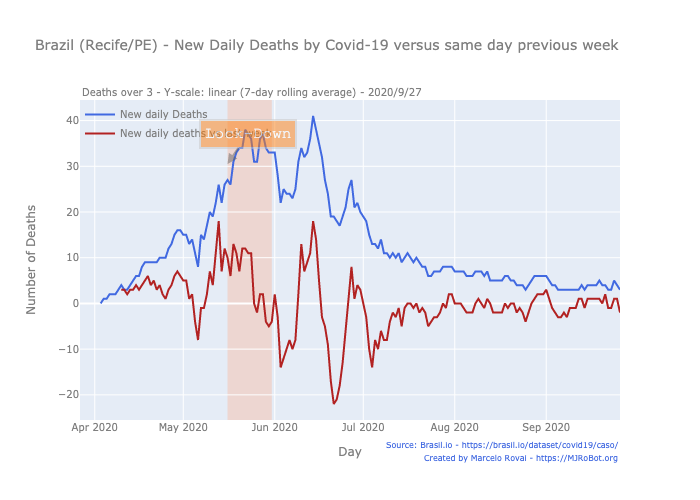 Brazil (Recife/PE) - New Daily Deaths by Covid-19 versus same day previous week
Deaths over 3 - Y-scale: linear (7-day rolling average) - 2020/9/27
New daily Deaths
New daily deaths
Lock-Down
Number of Deaths
40
30
20
10
0
−10
−20
Apr 2020
May 2020
Jun 2020
Jul 2020
Aug 2020
Sep 2020
Day
Source: Brasil.io - https://brasil.io/dataset/covid19/caso/
Created by Marcelo Rovai - https://MJRoBot.org